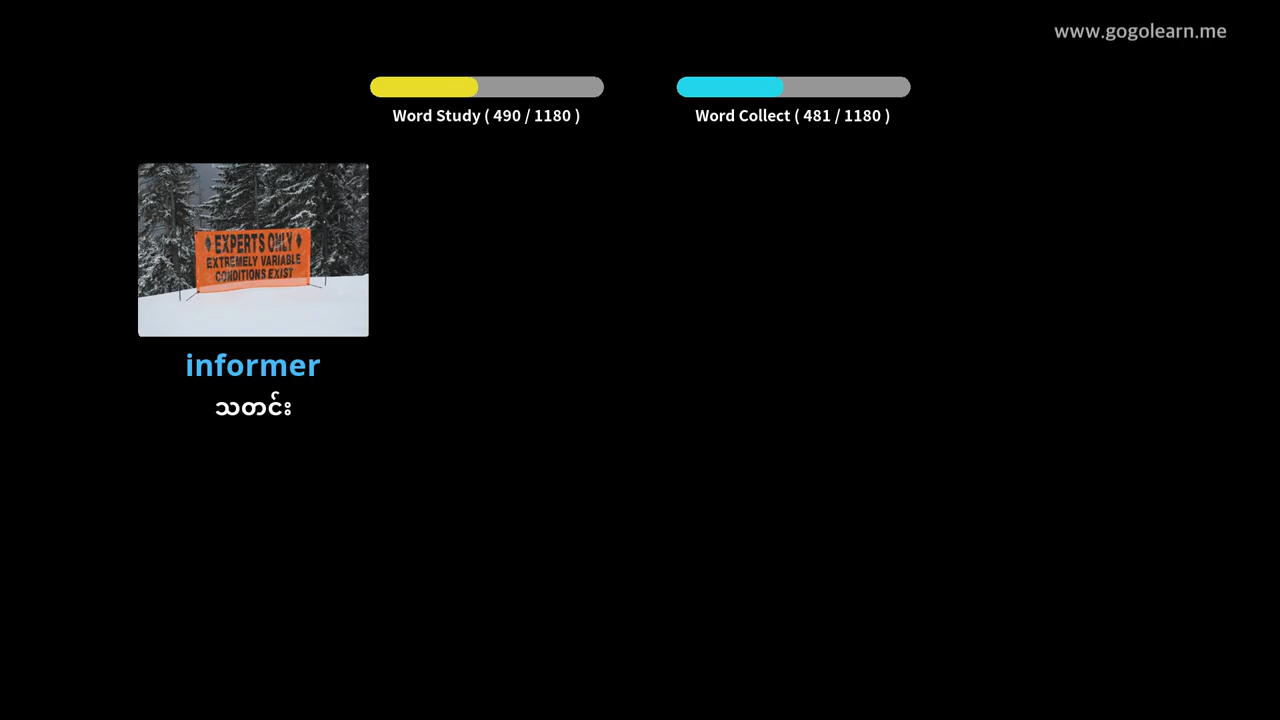 www.gogolearn.me
Word Study ( 490 / 1180 )
Word Collect ( 481 / 1180 )
EXPERTS ONLY
EXTREMELY VARIABLE
CONDITIONS EXIST
informer
သတင်း